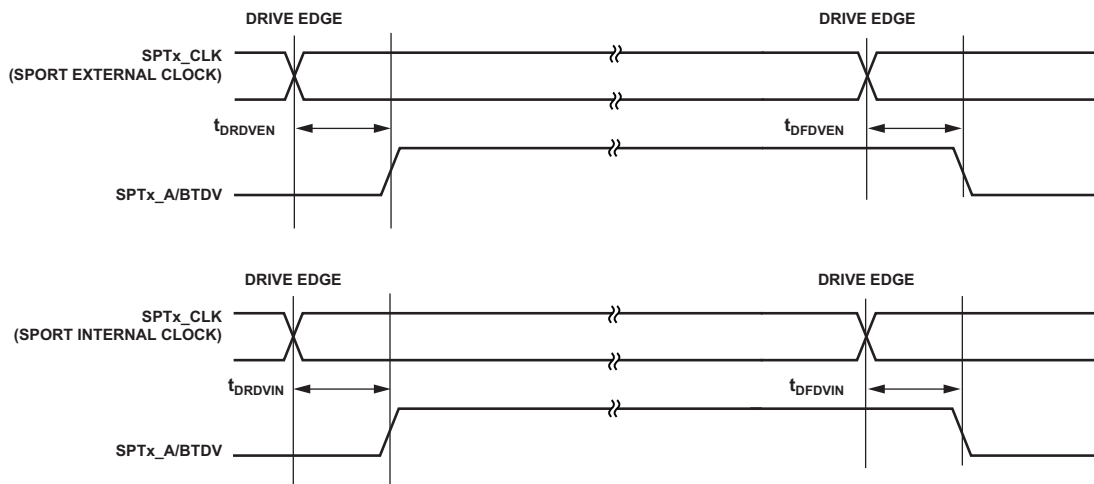 DRIVE EDGE
DRIVE EDGE
SPTx_CLK
(SPORT EXTERNAL CLOCK)
tDRDVEN
tDFDVEN
SPTx_A/BTDV
DRIVE EDGE
DRIVE EDGE
SPTx_CLK
(SPORT INTERNAL CLOCK)
tDRDVIN
tDFDVIN
SPTx_A/BTDV